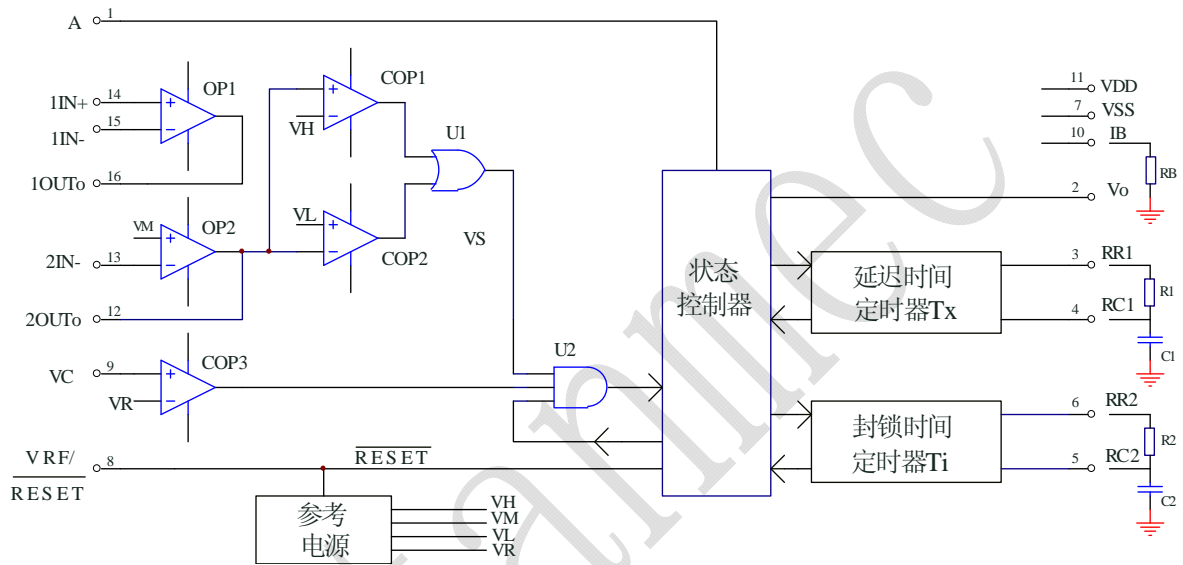 A 1
OP1
1IN+ 14
1IN- 15
1OUTo 16
COP1
VH
U1
VM
OP2
2IN- 13
2OUTo 12
VL
COP2
VS
VC 9
VR
COP3
U2
VRF/
RESET
8
RESET
参考
电源
VH
VM
VL
VR
状态
控制器
延迟时间
定时器Tx
封锁时间
定时器Ti
11 VDD
7 VSS
10 IB
RB
2 Vo
3 RR1
R1
4 RC1
C1
6 RR2
R2
5 RC2
C2